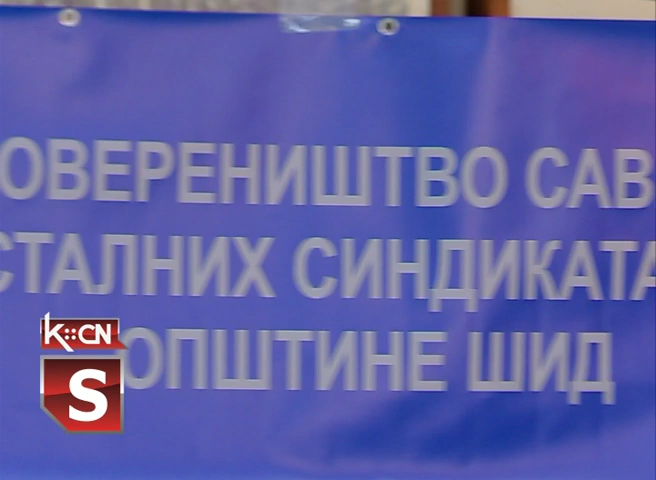 ОВЕРЕНИШТВО САВ
СТАЛНИХ СИНДИКАТА
ОПШТИНЕ ШИД
K::CN
S